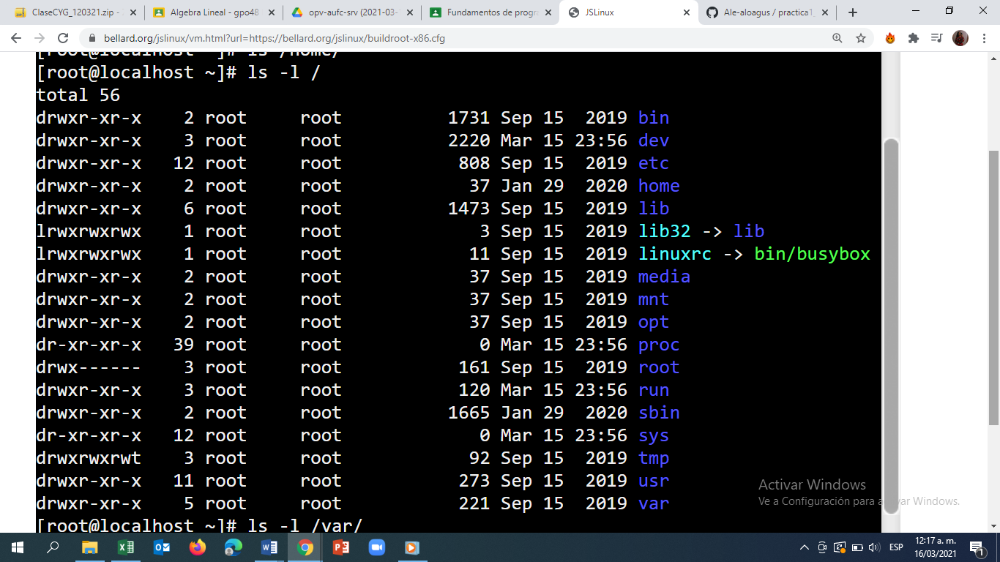 ClaseCYG_120321.zip -
Algebra Lineal - gpo48
opv-aufc-srv (2021-03-
Fundamentos de progra
JSLinux
Ale-aloagus / practica1_
bellard.org/jslinux/vm.html?url=https://bellard.org/jslinux/buildroot-x86.cfg
[root@localhost ~]# ls /home/
[root@localhost ~]# ls -l /
total 56
drwxr-xr-x    2 root     root          1731 Sep 15  2019 bin
drwxr-xr-x    3 root     root          2220 Mar 15 23:56 dev
drwxr-xr-x   12 root     root           808 Sep 15  2019 etc
drwxr-xr-x    2 root     root            37 Jan 29  2020 home
drwxr-xr-x    6 root     root          1473 Sep 15  2019 lib
lrwxrwxrwx    1 root     root             3 Sep 15  2019 lib32 -> lib
lrwxrwxrwx    1 root     root            11 Sep 15  2019 linuxrc -> bin/busybox
drwxr-xr-x    2 root     root            37 Sep 15  2019 media
drwxr-xr-x    2 root     root            37 Sep 15  2019 mnt
drwxr-xr-x    2 root     root            37 Sep 15  2019 opt
dr-xr-xr-x   39 root     root             0 Mar 15 23:56 proc
drwx------    3 root     root           161 Sep 15  2019 root
drwxr-xr-x    3 root     root           120 Mar 15 23:56 run
drwxr-xr-x    2 root     root          1665 Jan 29  2020 sbin
dr-xr-xr-x   12 root     root             0 Mar 15 23:56 sys
drwxrwxrwt    3 root     root            92 Sep 15  2019 tmp
drwxr-xr-x   11 root     root           273 Sep 15  2019 usr
drwxr-xr-x    5 root     root           221 Sep 15  2019 var
[root@localhost ~]# ls -l /var/
Activar Windows
Ve a Configuración para activar Windows.
ESP
12:17 a. m.
16/03/2021
1